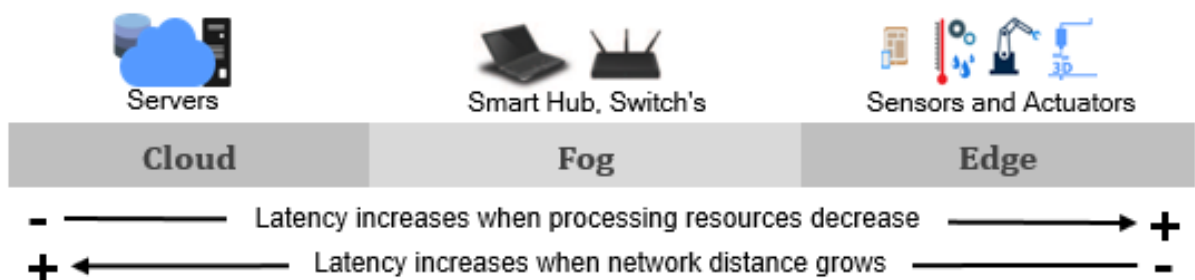 Servers
Smart Hub, Switch's
Sensors and Actuators
3D
Cloud
Fog
Edge
- Latency increases when processing resources decrease +
+ Latency increases when network distance grows -